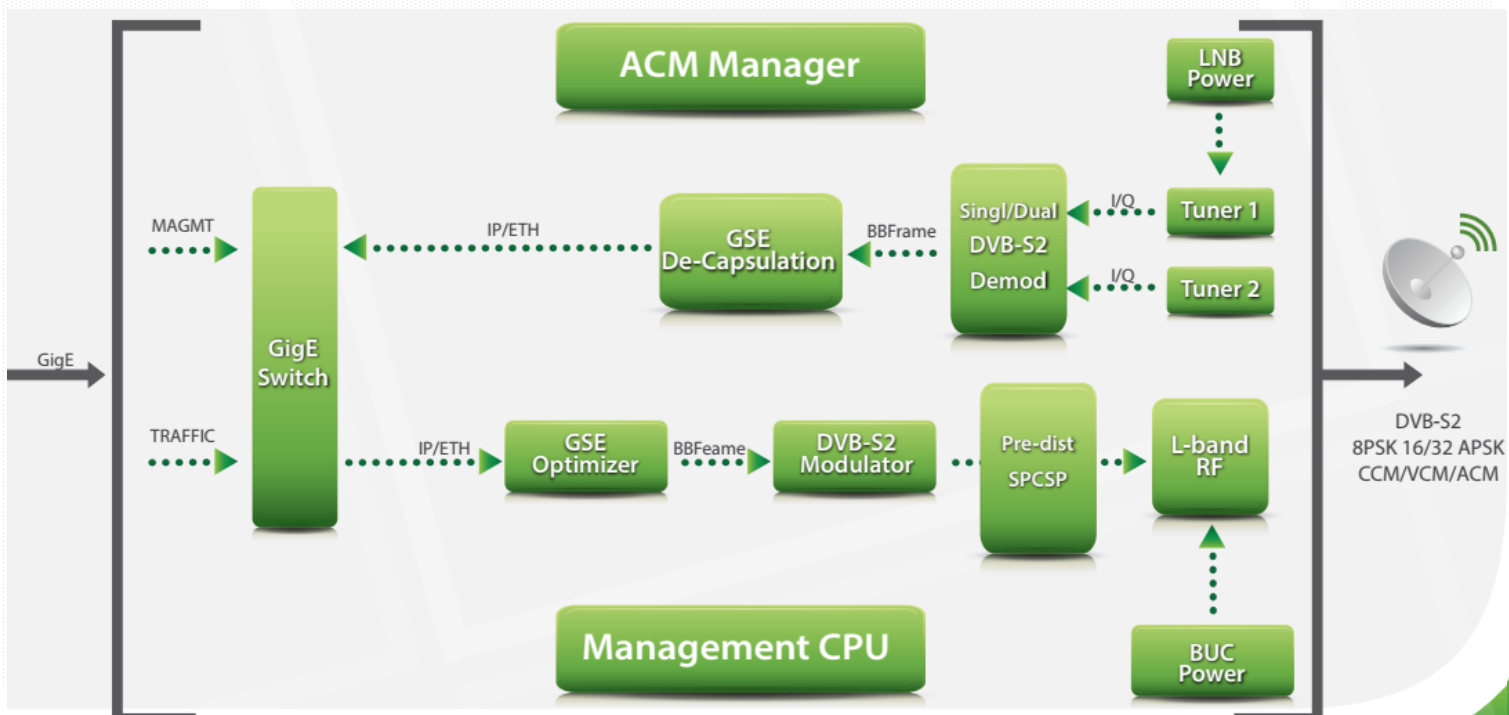 ACM Manager
LNB
Power
MAGMT
IP/ETH
GSE
De-Capsulation
BBFrame
Singl/Dual
DVB-S2
Demod
I/Q
Tuner 1
I/Q
Tuner 2
GigE
GigE
Switch
TRAFFIC
IP/ETH
GSE
Optimizer
BBFeame
DVB-S2
Modulator
Pre-dist
SPCSP
L-band
RF
DVB-S2
8PSK 16/32 APSK
CCM/VCM/ACM
Management CPU
BUC
Power